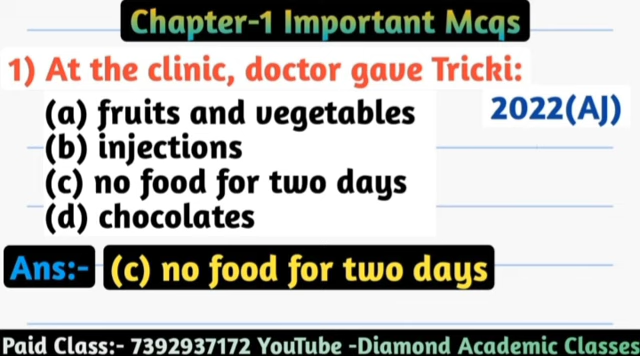 Chapter-1 Important Mcqs
1) At the clinic, doctor gave Tricki:
(a) fruits and vegetables
2022(AJ)
(b) injections
(c) no food for two days
(d) chocolates
Ans:- (c) no food for two days
Paid Class:- 7392937172 YouTube -Diamond Academic Classes